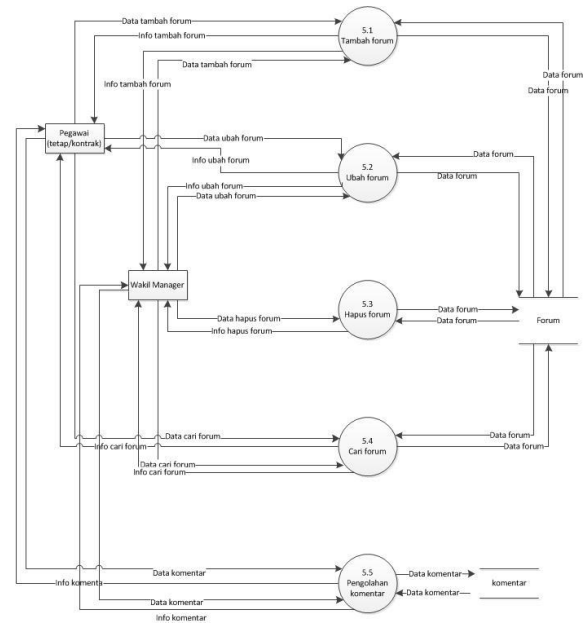 Data tambah forum
5.1
Tambah forum
Info tambah forum
Info tambah forum
Data tambah forum
Data forum
Data forum
Pegawai
(tetap/kontrak)
Data ubah forum
Info ubah forum
5.2
Ubah forum
Data forum
Data forum
Info ubah forum
Data ubah forum
Wakil Manager
5.3
Hapus forum
Data hapus forum
Info hapus forum
Data forum
Data forum
Forum
5.4
Cari forum
Data cari forum
Info cari forum
Data forum
Data forum
Data cari forum
Info cari forum
5.5
Pengolahan
komentar
Data komentar
Info komenta
Data komentar
Data komentar
komentar
Data komentar
Info komentar